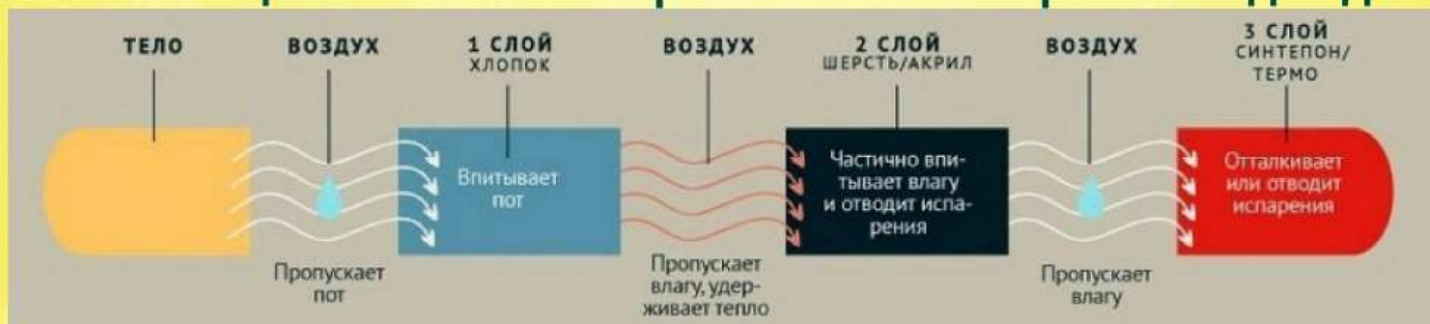 ТЕЛО
ВОЗДУХ
1 СЛОЙ
ХЛОПОК
ВОЗДУХ
2 СЛОЙ
ШЕРСТЬ/АКРИЛ
ВОЗДУХ
3 СЛОЙ
СИНТЕПОН/
ТЕРМО
Впитывает
пот
Частично впи-
тывает влагу
и отводит испа-
рения
Отталкивает
или отводит
испарения
Пропускает
пот
Пропускает
влагу, удер-
живает тепло
Пропускает
влагу